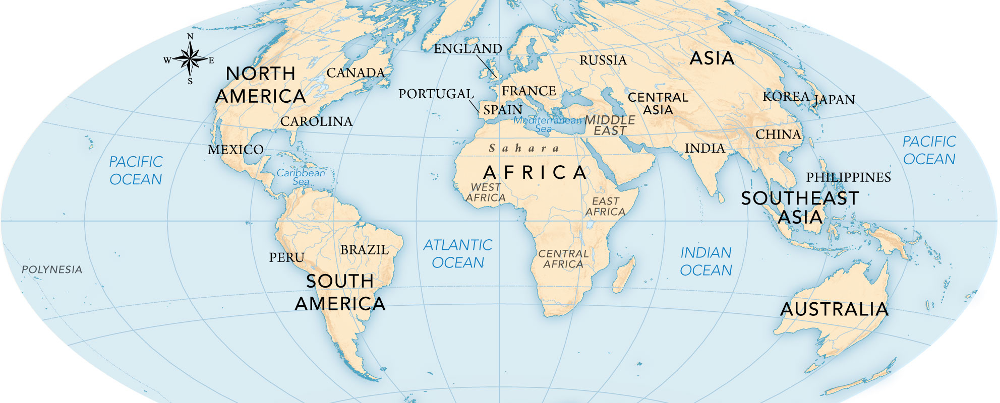 N
W E
S
NORTH
AMERICA
CANADA
CAROLINA
MEXICO
PACIFIC
OCEAN
Caribbean
Sea
POLYNESIA
PERU
BRAZIL
SOUTH
AMERICA
ATLANTIC
OCEAN
ENGLAND
PORTUGAL
FRANCE
SPAIN
Mediterranean
Sea
MIDDLE
EAST
Sahara
AFRICA
WEST
AFRICA
EAST
AFRICA
CENTRAL
AFRICA
RUSSIA
ASIA
CENTRAL
ASIA
KOREA
JAPAN
CHINA
INDIA
PACIFIC
OCEAN
PHILIPPINES
SOUTHEAST
ASIA
INDIAN
OCEAN
AUSTRALIA